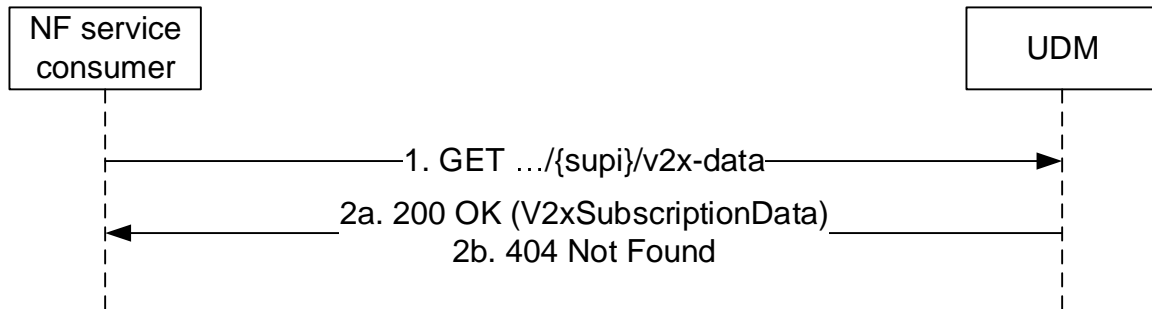 NF service
consumer
UDM
1. GET …/{supi}/v2x-data
2a. 200 OK (V2xSubscriptionData)
2b. 404 Not Found